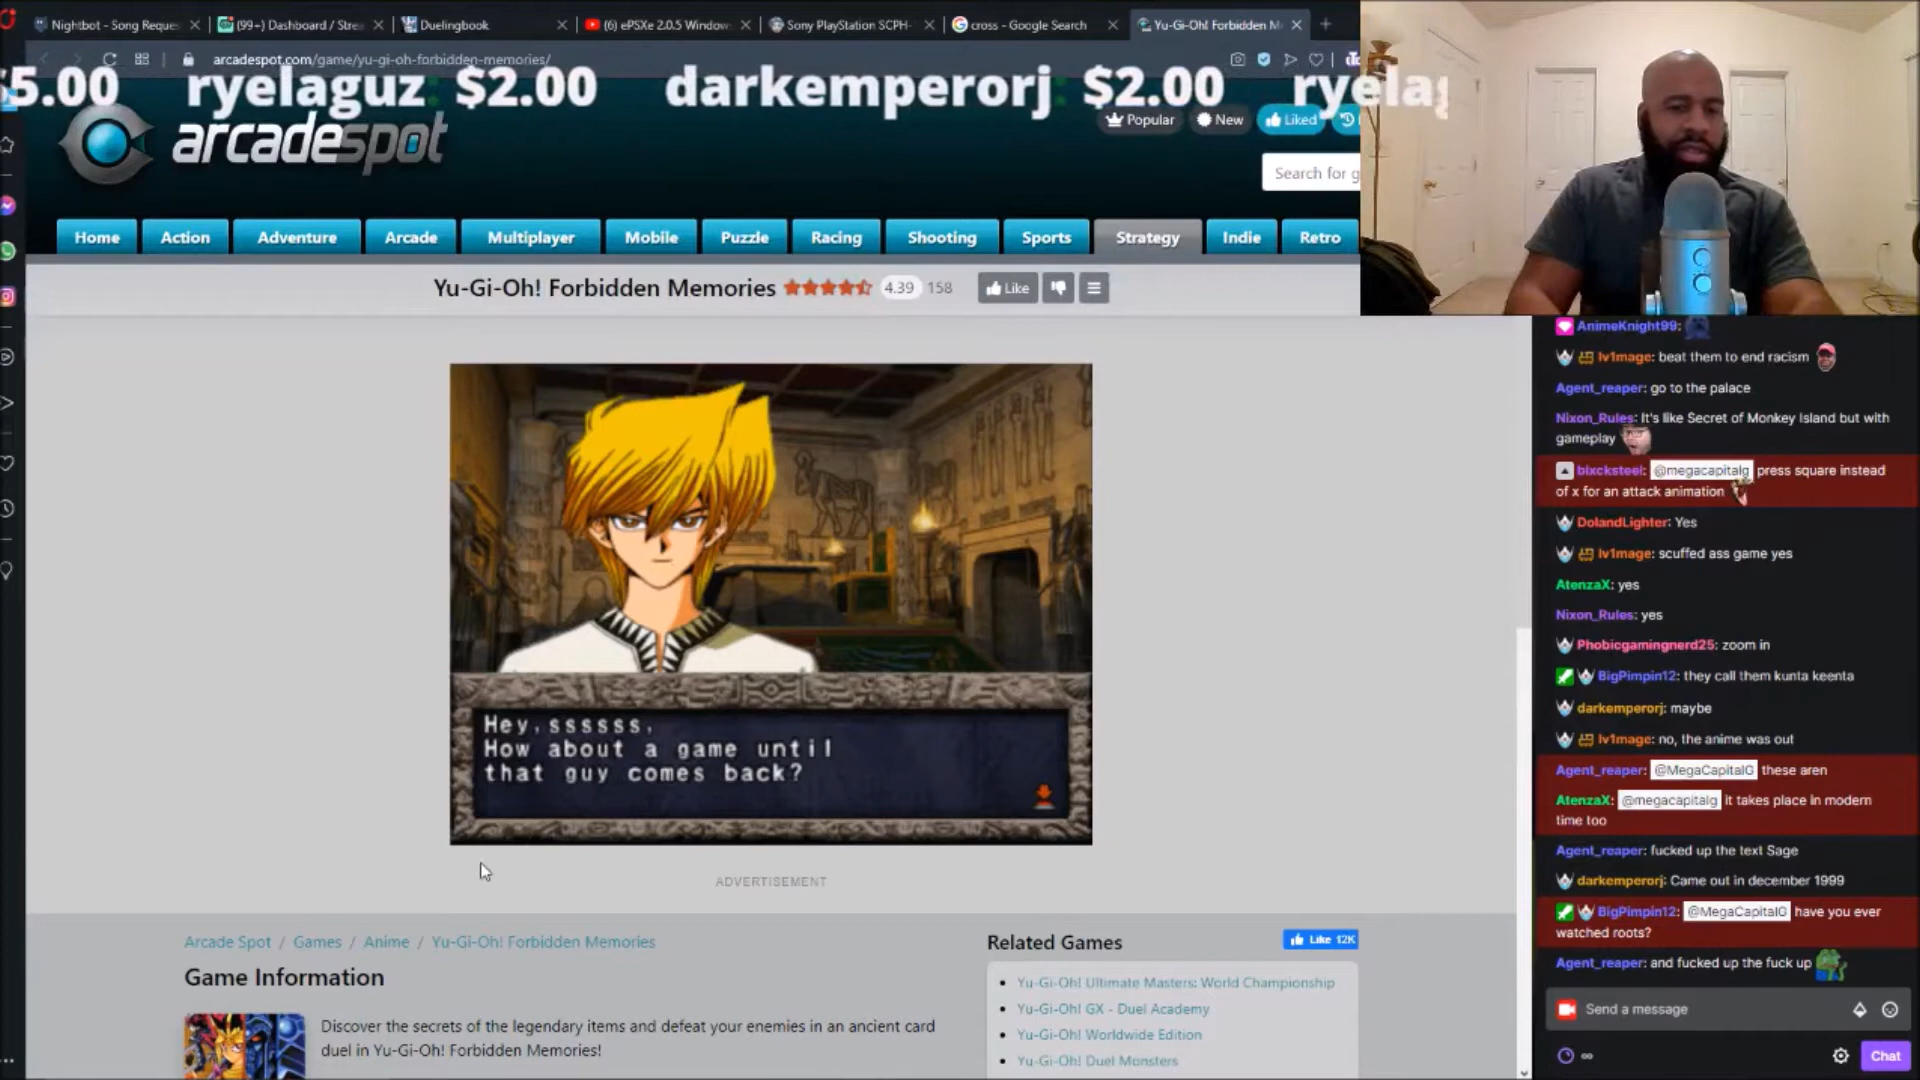 Nightbot - Song Reques
(99+) Dashboard / Strea
Duelingbook
(6) ePSXe 2.0.5 Window
Sony PlayStation SCPH-
cross - Google Search
Yu-Gi-Oh! Forbidden M
arcadespot.com/game/yu-gi-oh-forbidden-memories/
$5.00 ryelaguz: $2.00 darkemperorj: $2.00 ryelag
arcadespot
Popular New Liked
Search for g
Home Action Adventure Arcade Multiplayer Mobile Puzzle Racing Shooting Sports Strategy Indie Retro
Yu-Gi-Oh! Forbidden Memories 4.39 158 Like
Hey,ssssss,
How about a game until
that guy comes back?
ADVERTISEMENT
Arcade Spot / Games / Anime / Yu-Gi-Oh! Forbidden Memories
Game Information
Discover the secrets of the legendary items and defeat your enemies in an ancient card
duel in Yu-Gi-Oh! Forbidden Memories!
Related Games
Like 12K
Yu-Gi-Oh! Ultimate Masters: World Championship
Yu-Gi-Oh! GX - Duel Academy
Yu-Gi-Oh! Worldwide Edition
Yu-Gi-Oh! Duel Monsters
AnimeKnight99:
lv1mage: beat them to end racism
Agent_reaper: go to the palace
Nixon_Rules: It's like Secret of Monkey Island but with
gameplay
blxcksteel: @megacapitalg press square instead
of x for an attack animation
DolandLighter: Yes
lv1mage: scuffed ass game yes
AtenzaX: yes
Nixon_Rules: yes
Phobicgamingnerd25: zoom in
BigPimpin12: they call them kunta keenta
darkemperorj: maybe
lv1mage: no, the anime was out
Agent_reaper: @MegaCapitalG these aren
AtenzaX: @megacapitalg it takes place in modern
time too
Agent_reaper: fucked up the text Sage
darkemperorj: Came out in december 1999
BigPimpin12: @MegaCapitalG have you ever
watched roots?
Agent_reaper: and fucked up the fuck up
Send a message
Chat